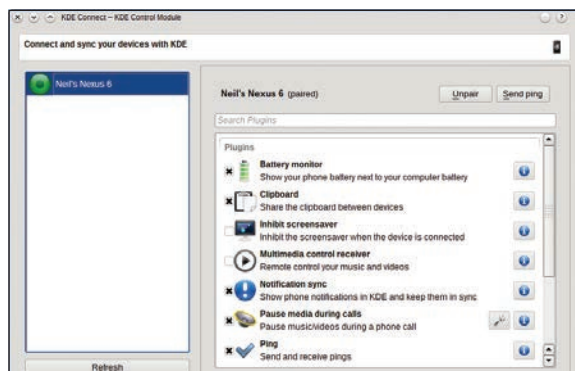 KDE Connect – KDE Control Module
Connect and sync your devices with KDE
Neil's Nexus 6
Neil's Nexus 6 (paired)
Unpair
Send ping
Search Plugins
Plugins
Battery monitor
Show your phone battery next to your computer battery
Clipboard
Share the clipboard between devices
Inhibit screensaver
Inhibit the screensaver when the device is connected
Multimedia control receiver
Remote control your music and videos
Notification sync
Show phone notifications in KDE and keep them in sync
Pause media during calls
Pause music/videos during a phone call
Ping
Send and receive pings
Refresh